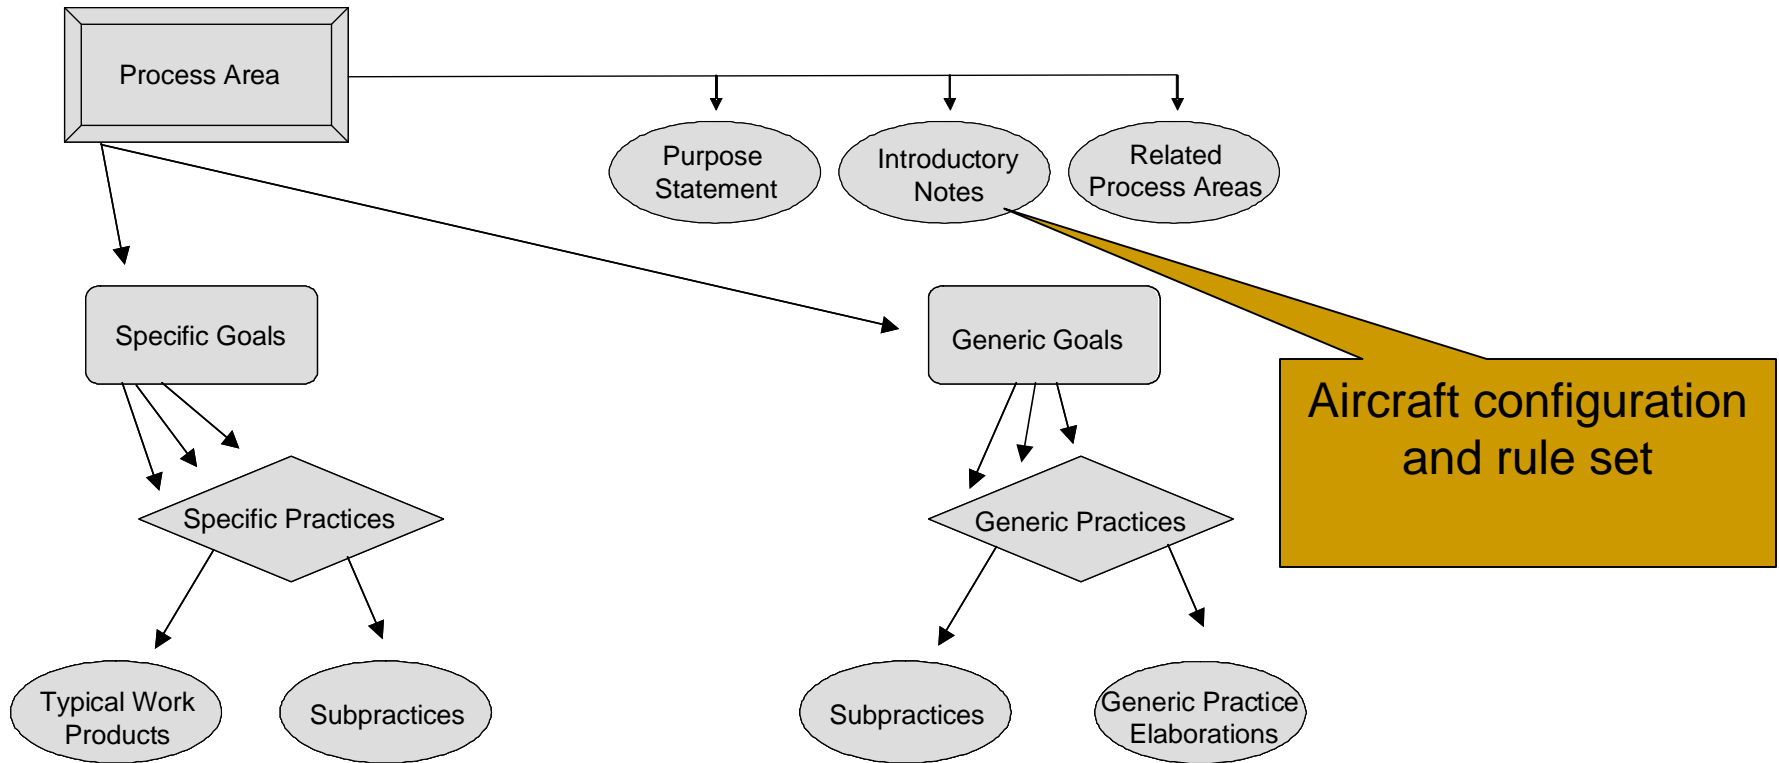 Process Area
Purpose
Statement
Introductory
Notes
Related
Process Areas
Specific Goals
Generic Goals
Aircraft configuration
and rule set
Specific Practices
Generic Practices
Typical Work
Products
Subpractices
Subpractices
Generic Practice
Elaborations